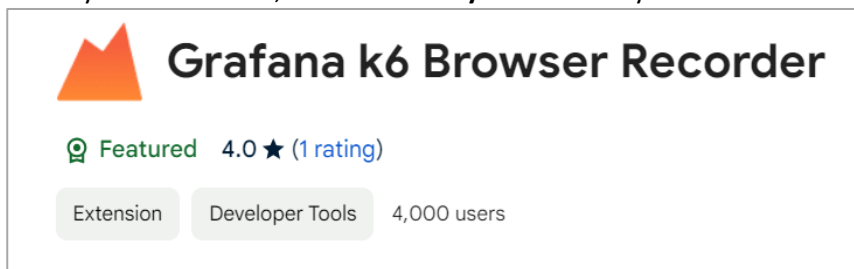 Grafana k6 Browser Recorder
Featured 4.0 ★ (1 rating)
Extension Developer Tools 4,000 users